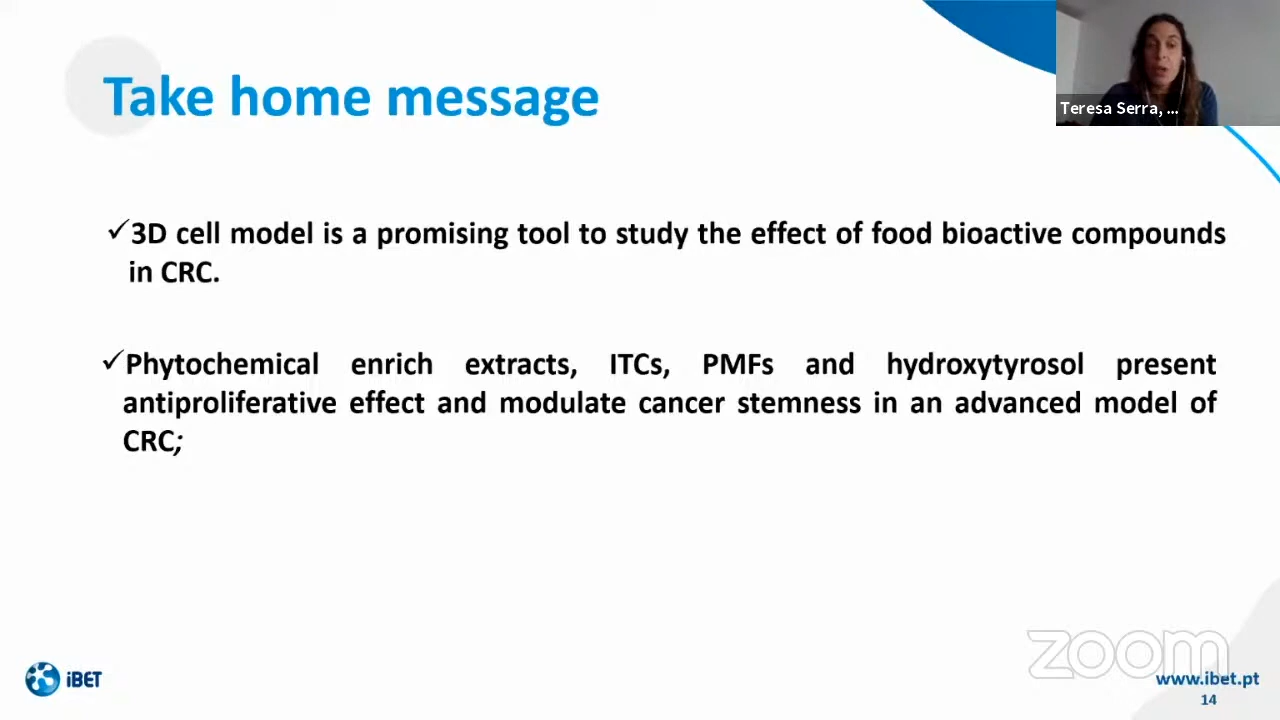 Take home message
Teresa Serra, ...
✓3D cell model is a promising tool to study the effect of food bioactive compounds
in CRC.
✓Phytochemical enrich extracts, ITCs, PMFs and hydroxytyrosol present
antiproliferative effect and modulate cancer stemness in an advanced model of
CRC;
zoom
iBET
www.ibet.pt
14